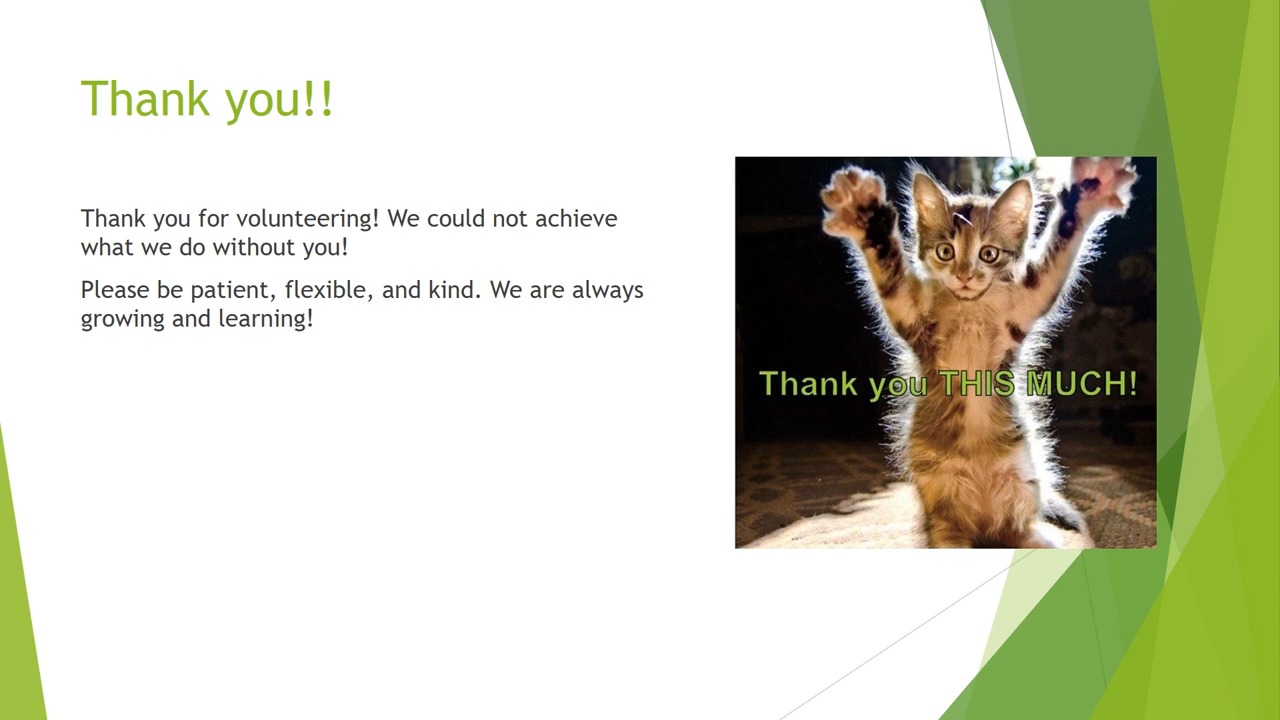 Thank you!!
Thank you for volunteering! We could not achieve
what we do without you!
Please be patient, flexible, and kind. We are always
growing and learning!
Thank you THIS MUCH!